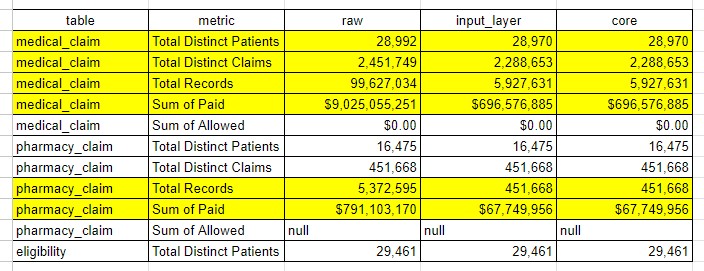 table metric raw input_layer core
medical_claim Total Distinct Patients 28,992 28,970 28,970
medical_claim Total Distinct Claims 2,451,749 2,288,653 2,288,653
medical_claim Total Records 99,627,034 5,927,631 5,927,631
medical_claim Sum of Paid $9,025,055,251 $696,576,885 $696,576,885
medical_claim Sum of Allowed $0.00 $0.00 $0.00
pharmacy_claim Total Distinct Patients 16,475 16,475 16,475
pharmacy_claim Total Distinct Claims 451,668 451,668 451,668
pharmacy_claim Total Records 5,372,595 451,668 451,668
pharmacy_claim Sum of Paid $791,103,170 $67,749,956 $67,749,956
pharmacy_claim Sum of Allowed null null null
eligibility Total Distinct Patients 29,461 29,461 29,461